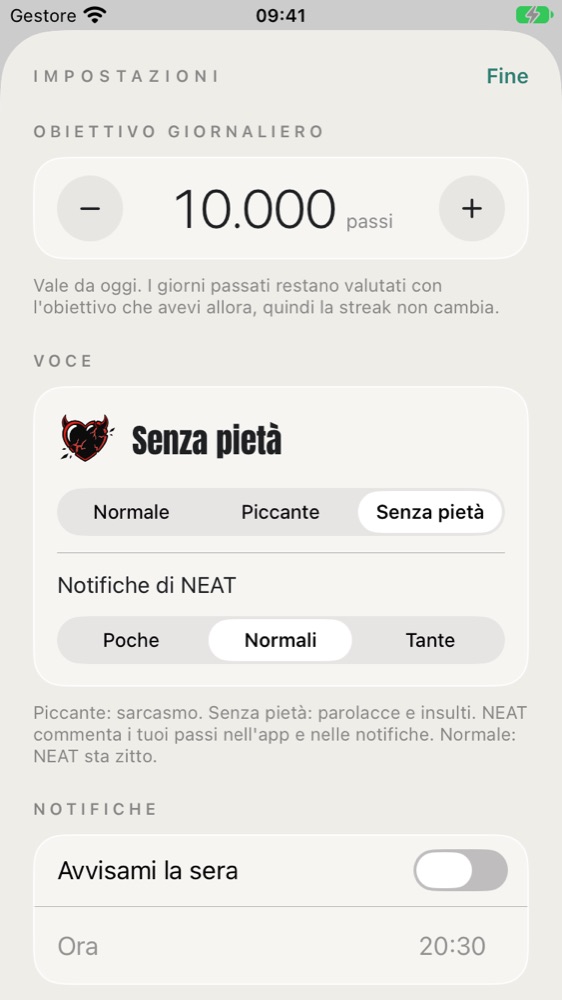 Gestore 09:41
IMPOSTAZIONI Fine
OBIETTIVO GIORNALIERO
− 10.000 passi +
Vale da oggi. I giorni passati restano valutati con
l'obiettivo che avevi allora, quindi la streak non cambia.
VOCE
Senza pietà
Normale Piccante Senza pietà
Notifiche di NEAT
Poche Normali Tante
Piccante: sarcasmo. Senza pietà: parolacce e insulti. NEAT
commenta i tuoi passi nell'app e nelle notifiche. Normale:
NEAT sta zitto.
NOTIFICHE
Avvisami la sera
Ora 20:30